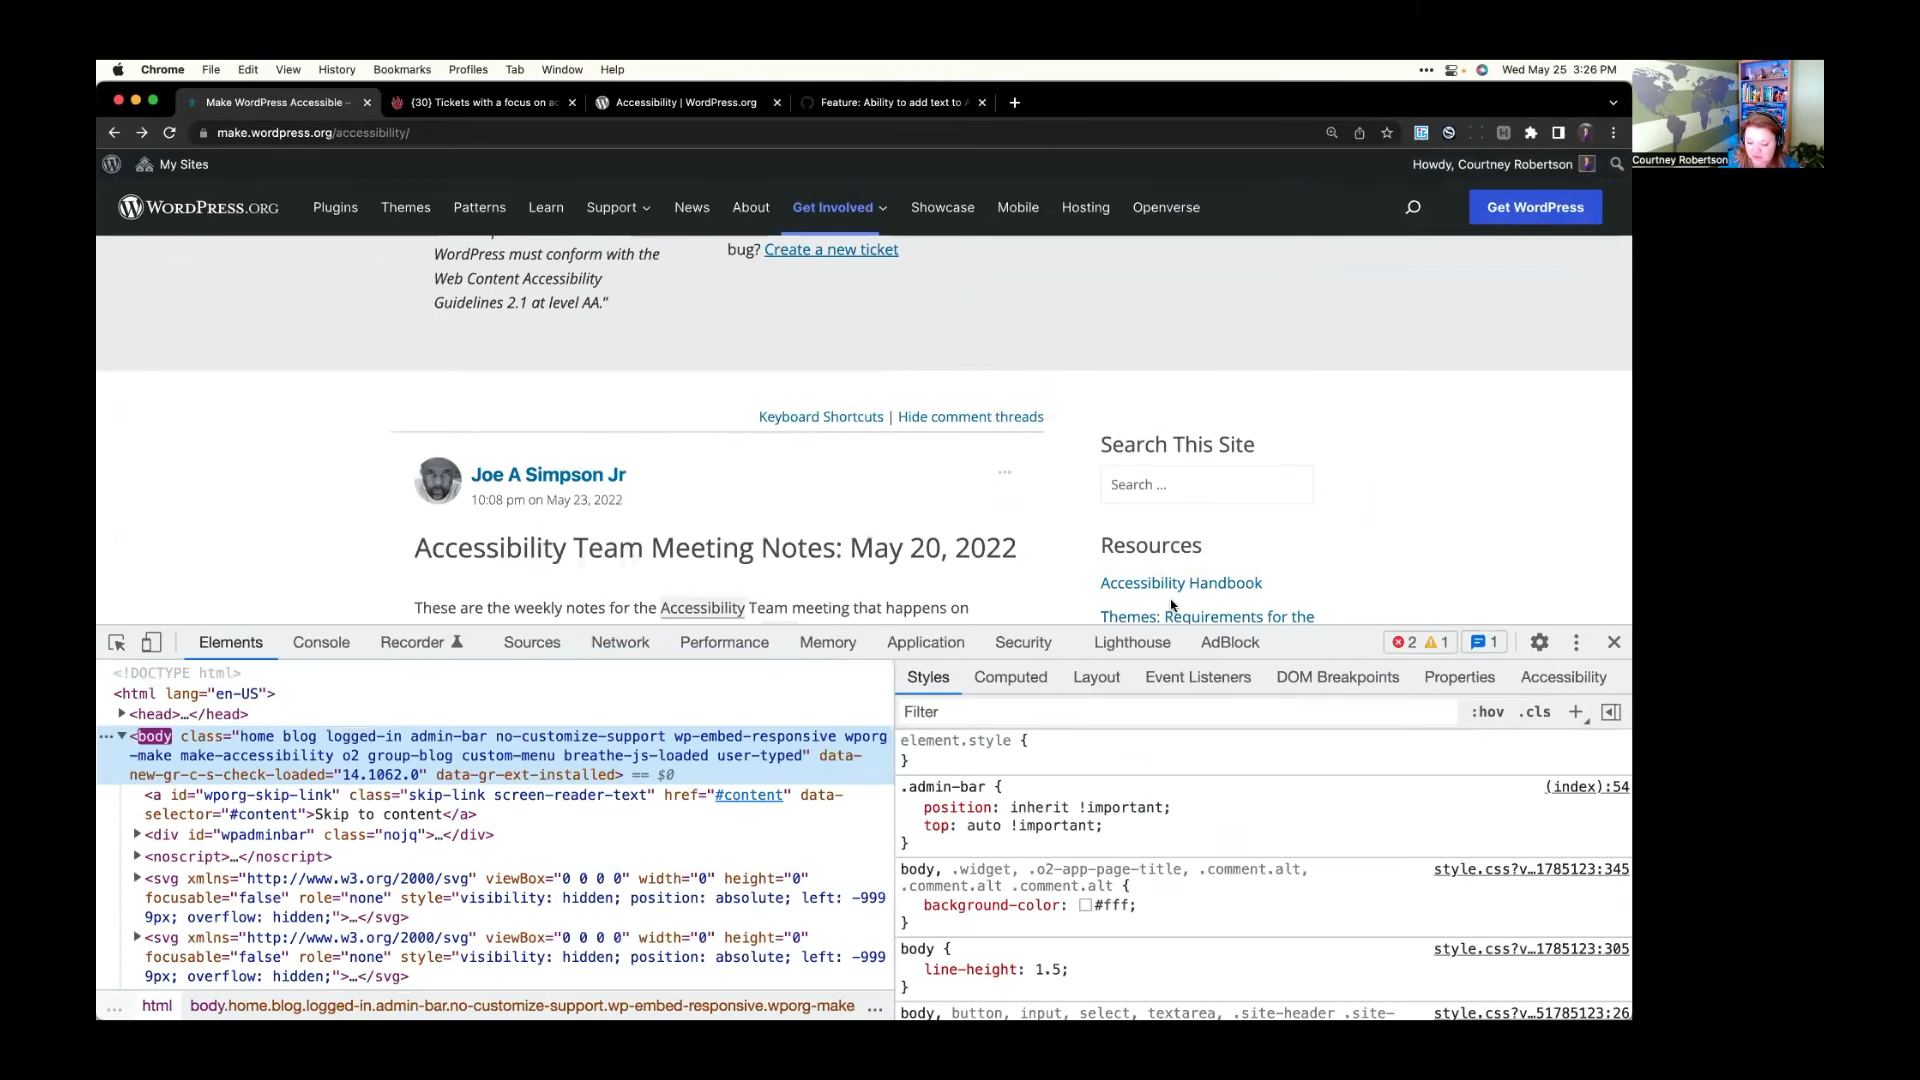 Chrome File Edit View History Bookmarks Profiles Tab Window Help
Wed May 25 3:26 PM
Make WordPress Accessible –
{30} Tickets with a focus on ac
Accessibility | WordPress.org
Feature: Ability to add text to
make.wordpress.org/accessibility/
Courtney Robertson
My Sites
Howdy, Courtney Robertson
WORDPRESS.ORG
Plugins Themes Patterns Learn Support News About Get Involved Showcase Mobile Hosting Openverse
Get WordPress
WordPress must conform with the
Web Content Accessibility
Guidelines 2.1 at level AA."
bug? Create a new ticket
Keyboard Shortcuts | Hide comment threads
Joe A Simpson Jr
10:08 pm on May 23, 2022
Accessibility Team Meeting Notes: May 20, 2022
These are the weekly notes for the Accessibility Team meeting that happens on
Search This Site
Search ...
Resources
Accessibility Handbook
Themes: Requirements for the
Elements Console Recorder Sources Network Performance Memory Application Security Lighthouse AdBlock
2 1 1
<!DOCTYPE html>
<html lang="en-US">
<head>…</head>
<body class="home blog logged-in admin-bar no-customize-support wp-embed-responsive wporg
-make make-accessibility o2 group-blog custom-menu breathe-js-loaded user-typed" data-
new-gr-c-s-check-loaded="14.1062.0" data-gr-ext-installed> == $0
<a id="wporg-skip-link" class="skip-link screen-reader-text" href="#content" data-
selector="#content">Skip to content</a>
<div id="wpadminbar" class="nojq">…</div>
<noscript>…</noscript>
<svg xmlns="http://www.w3.org/2000/svg" viewBox="0 0 0 0" width="0" height="0"
focusable="false" role="none" style="visibility: hidden; position: absolute; left: -999
9px; overflow: hidden;">…</svg>
<svg xmlns="http://www.w3.org/2000/svg" viewBox="0 0 0 0" width="0" height="0"
focusable="false" role="none" style="visibility: hidden; position: absolute; left: -999
9px; overflow: hidden;">…</svg>
… html body.home.blog.logged-in.admin-bar.no-customize-support.wp-embed-responsive.wporg-make …
Styles Computed Layout Event Listeners DOM Breakpoints Properties Accessibility
Filter
:hov .cls +
element.style {
}
.admin-bar {
(index):54
position: inherit !important;
top: auto !important;
}
body, .widget, .o2-app-page-title, .comment.alt,
style.css?v…1785123:345
.comment.alt .comment.alt {
background-color: #fff;
}
body {
style.css?v…1785123:305
line-height: 1.5;
}
body, button, input, select, textarea, .site-header .site-
style.css?v…51785123:26